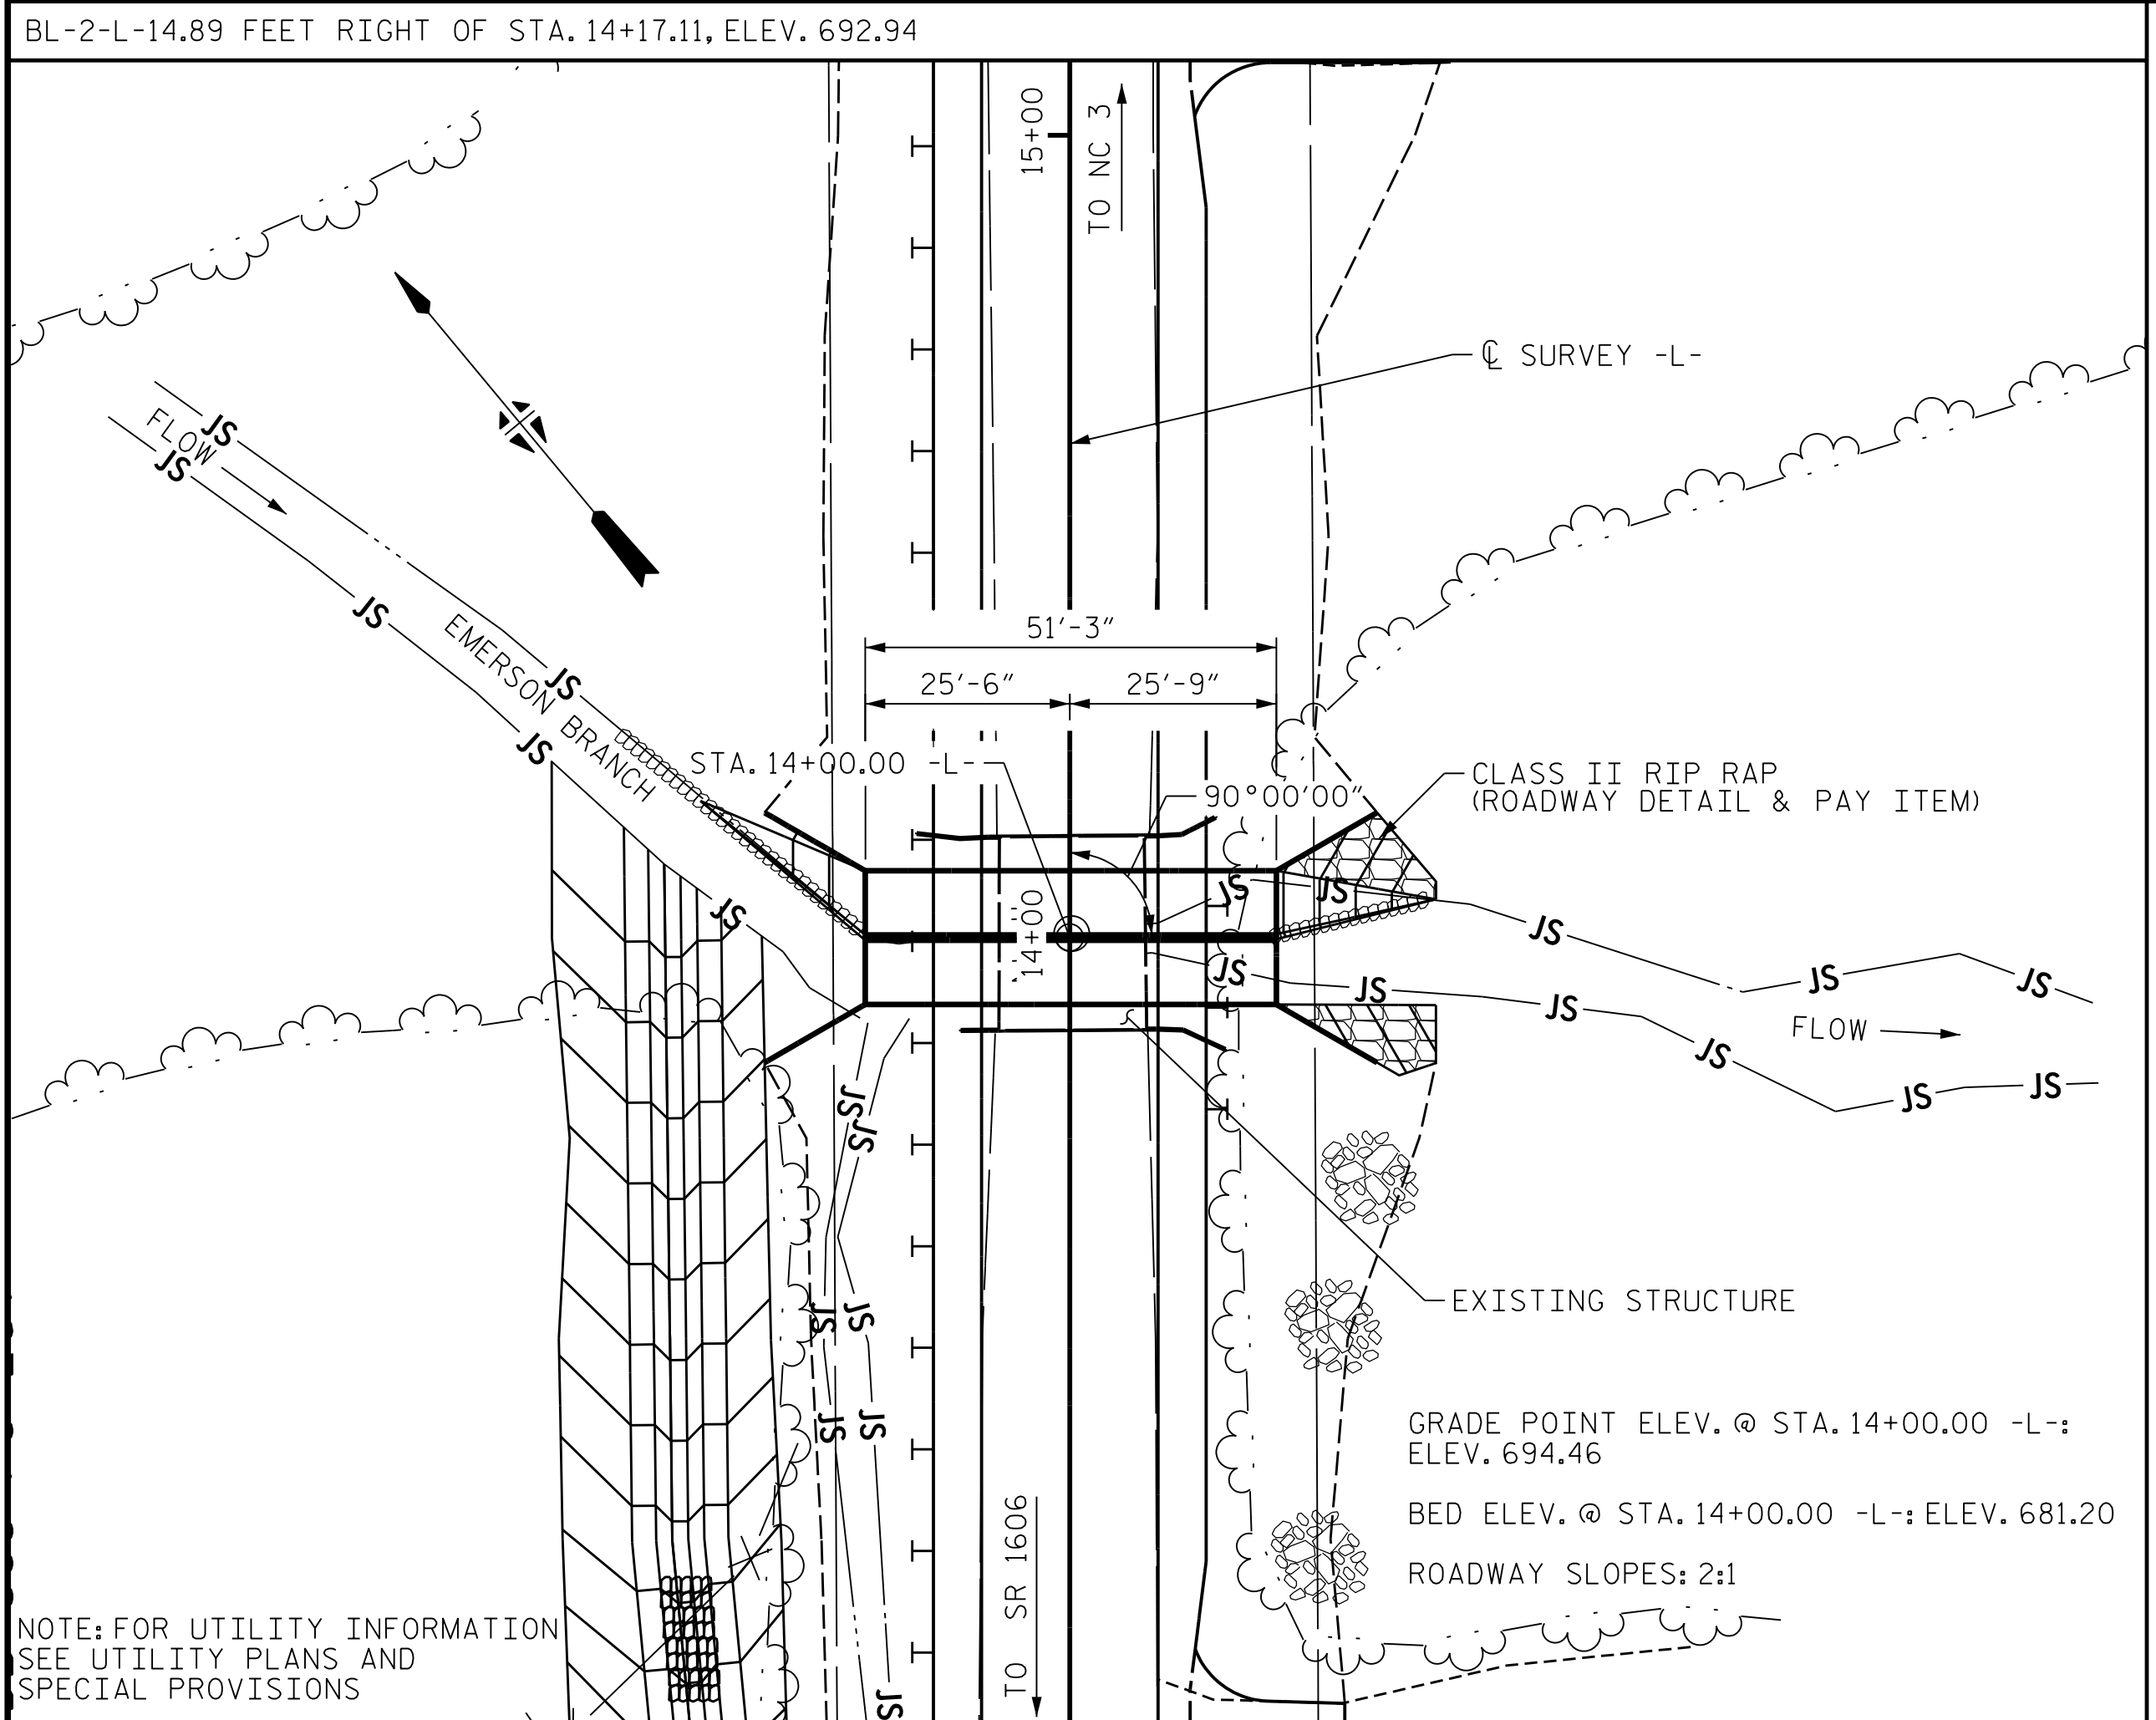 BL-2-L-14.89 FEET RIGHT OF STA. 14+17.11, ELEV. 692.94
15+00
TO NC 3
℄ SURVEY -L-
FLOW
JS
JS
JS
EMERSON BRANCH
JS
JS
51'-3"
25'-6"
25'-9"
STA. 14+00.00 -L-
90°00'00"
CLASS II RIP RAP
(ROADWAY DETAIL & PAY ITEM)
JS
JS
JS
JS
14+00
JS
JS
JS
JS
JS
FLOW
JS
JS
JS
JS
JS
EXISTING STRUCTURE
JS
JS
JS
JS
GRADE POINT ELEV. @ STA. 14+00.00 -L-:
ELEV. 694.46
BED ELEV. @ STA. 14+00.00 -L-: ELEV. 681.20
ROADWAY SLOPES: 2:1
TO SR 1606
JS
NOTE: FOR UTILITY INFORMATION
SEE UTILITY PLANS AND
SPECIAL PROVISIONS